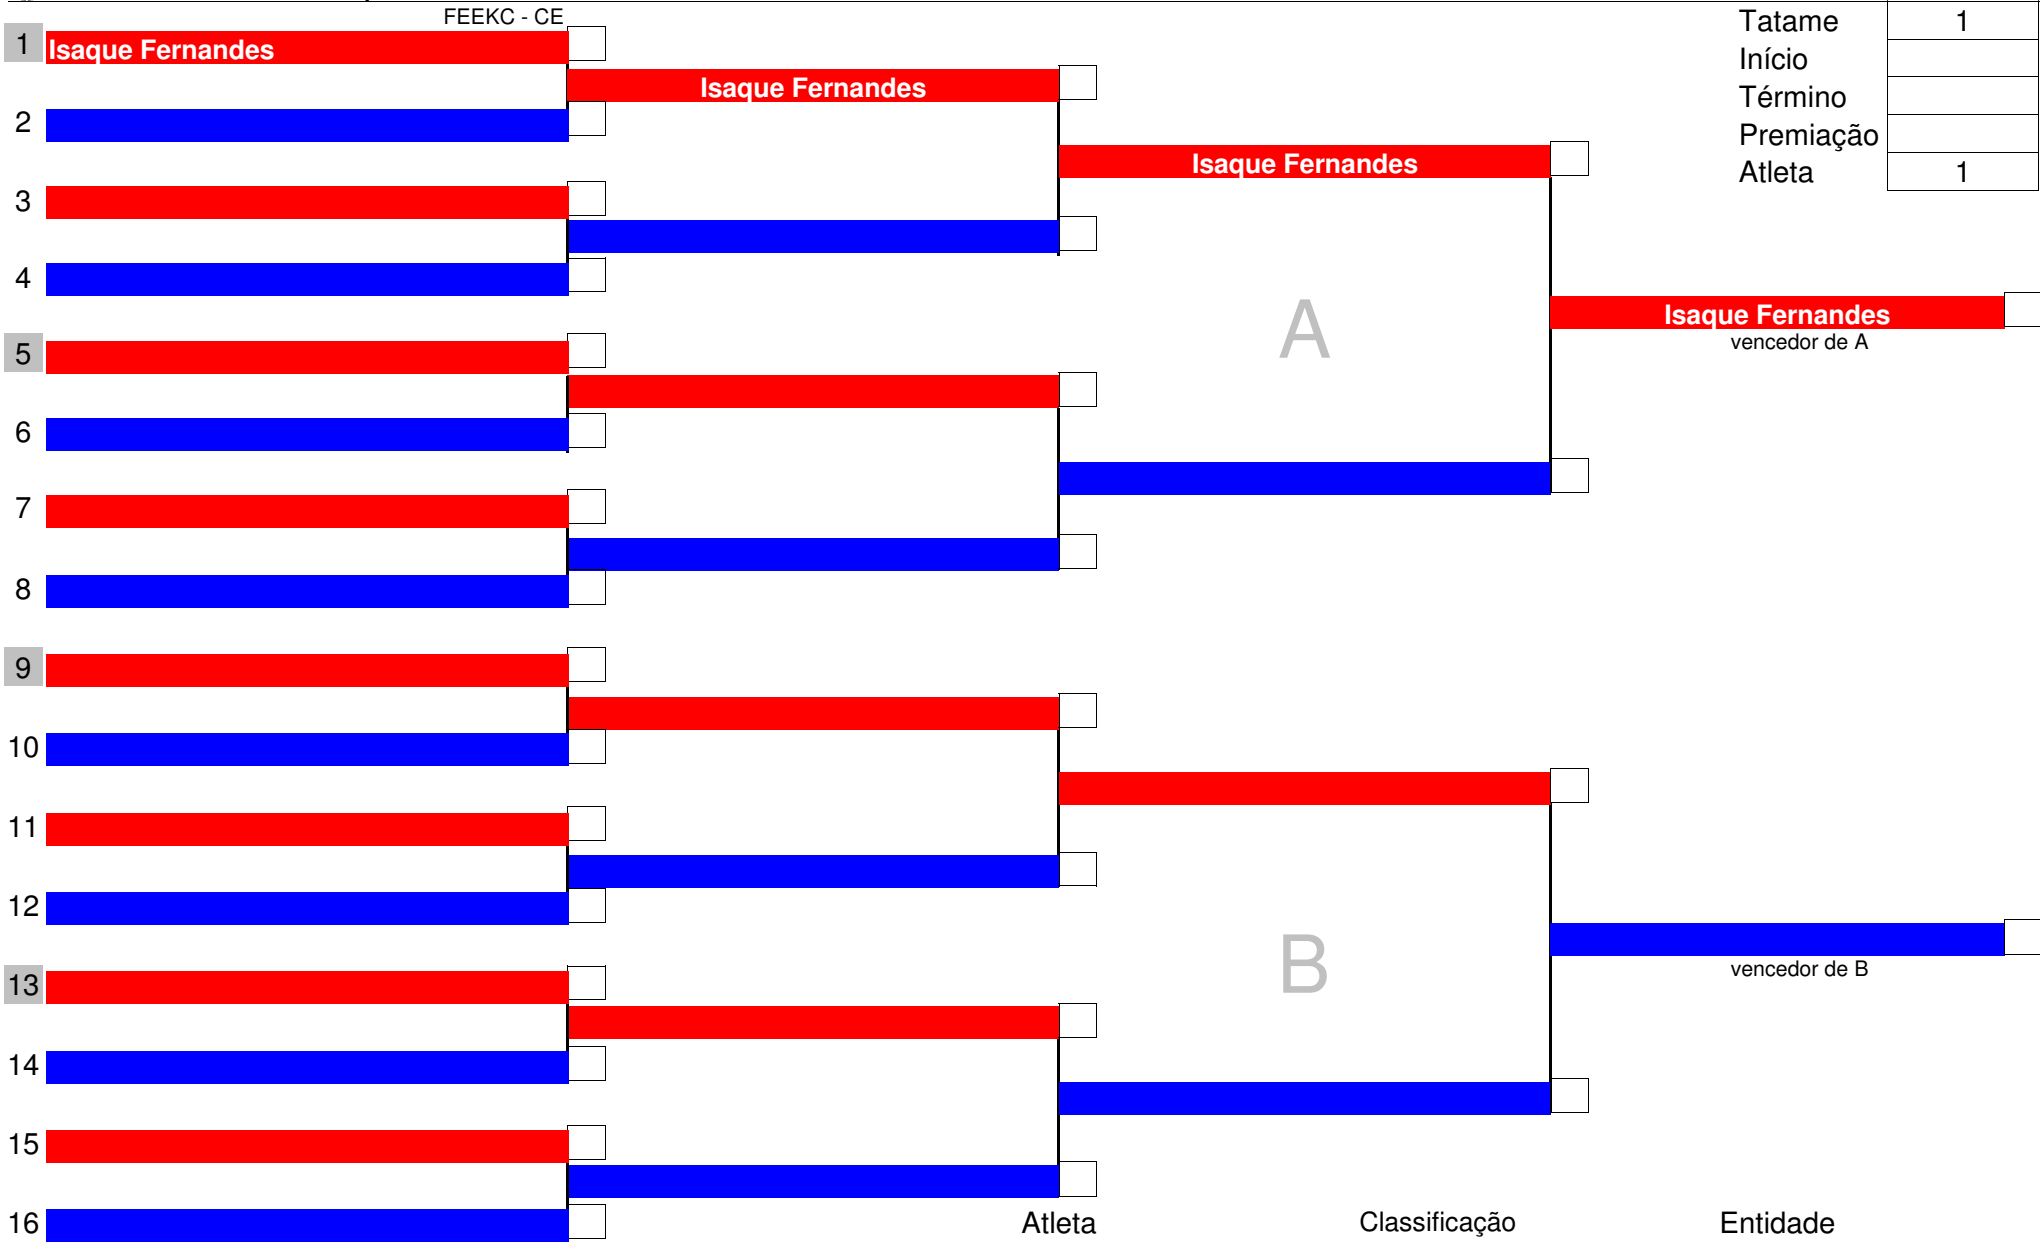 FEEKC - CE
Tatame 1
1 Isaque Fernandes
Início
Isaque Fernandes
Término
2
Premiação
Isaque Fernandes
Atleta 1
3
4
A
Isaque Fernandes
vencedor de A
5
6
7
8
9
10
11
12
B
vencedor de B
13
14
15
16
Atleta Classificação Entidade